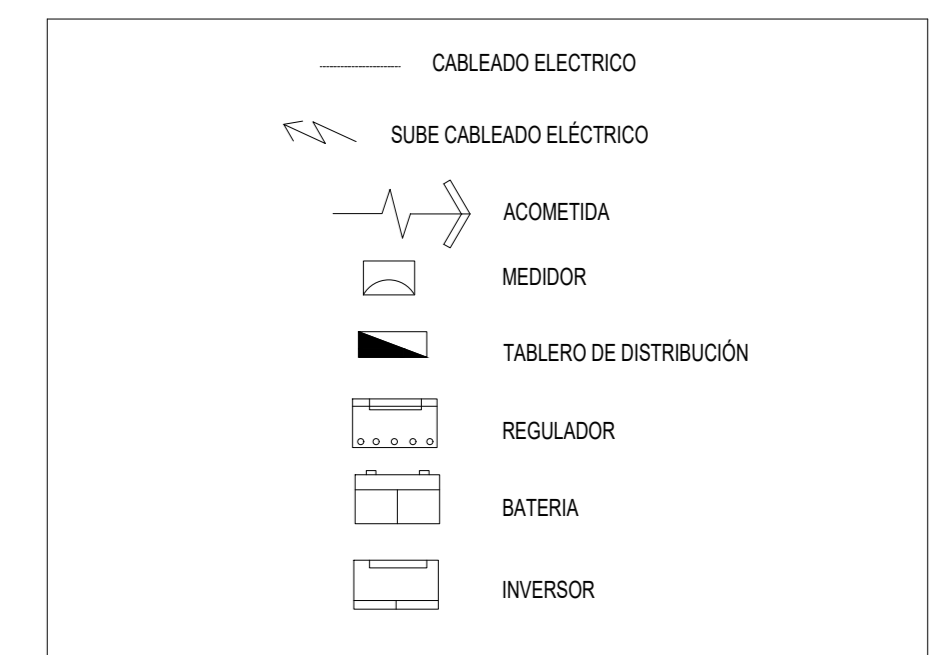 CABLEADO ELECTRICO
SUBE CABLEADO ELÉCTRICO
ACOMETIDA
MEDIDOR
TABLERO DE DISTRIBUCIÓN
REGULADOR
BATERIA
INVERSOR